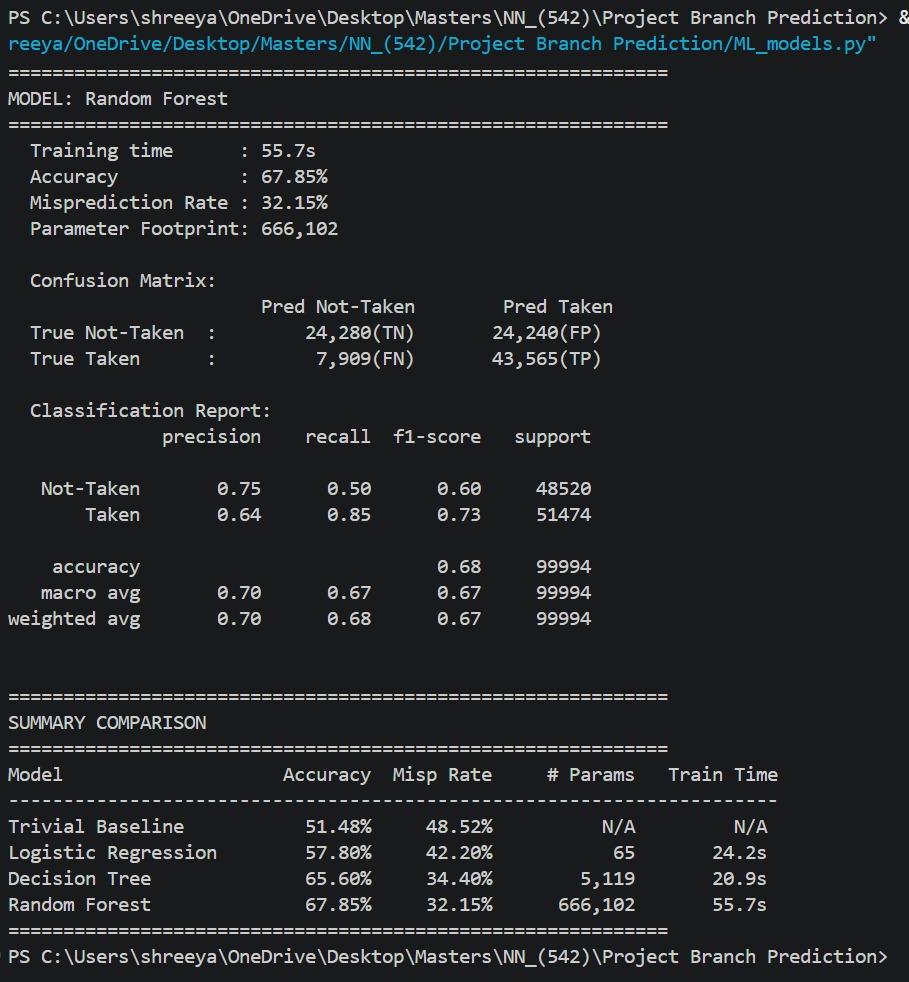 PS C:\Users\shreeya\OneDrive\Desktop\Masters\NN_(542)\Project Branch Prediction> &
reeya/OneDrive/Desktop/Masters/NN_(542)/Project Branch Prediction/ML_models.py"
============================================================
MODEL: Random Forest
============================================================
  Training time      : 55.7s
  Accuracy           : 67.85%
  Misprediction Rate : 32.15%
  Parameter Footprint: 666,102

  Confusion Matrix:
                       Pred Not-Taken        Pred Taken
  True Not-Taken  :        24,280(TN)       24,240(FP)
  True Taken      :         7,909(FN)       43,565(TP)

  Classification Report:
              precision    recall  f1-score   support

   Not-Taken       0.75      0.50      0.60     48520
       Taken       0.64      0.85      0.73     51474

    accuracy                           0.68     99994
   macro avg       0.70      0.67      0.67     99994
weighted avg       0.70      0.68      0.67     99994

============================================================
SUMMARY COMPARISON
============================================================
Model                    Accuracy  Misp Rate     # Params   Train Time
----------------------------------------------------------------------
Trivial Baseline           51.48%     48.52%          N/A         N/A
Logistic Regression        57.80%     42.20%           65       24.2s
Decision Tree              65.60%     34.40%        5,119       20.9s
Random Forest              67.85%     32.15%      666,102       55.7s
============================================================
PS C:\Users\shreeya\OneDrive\Desktop\Masters\NN_(542)\Project Branch Prediction>